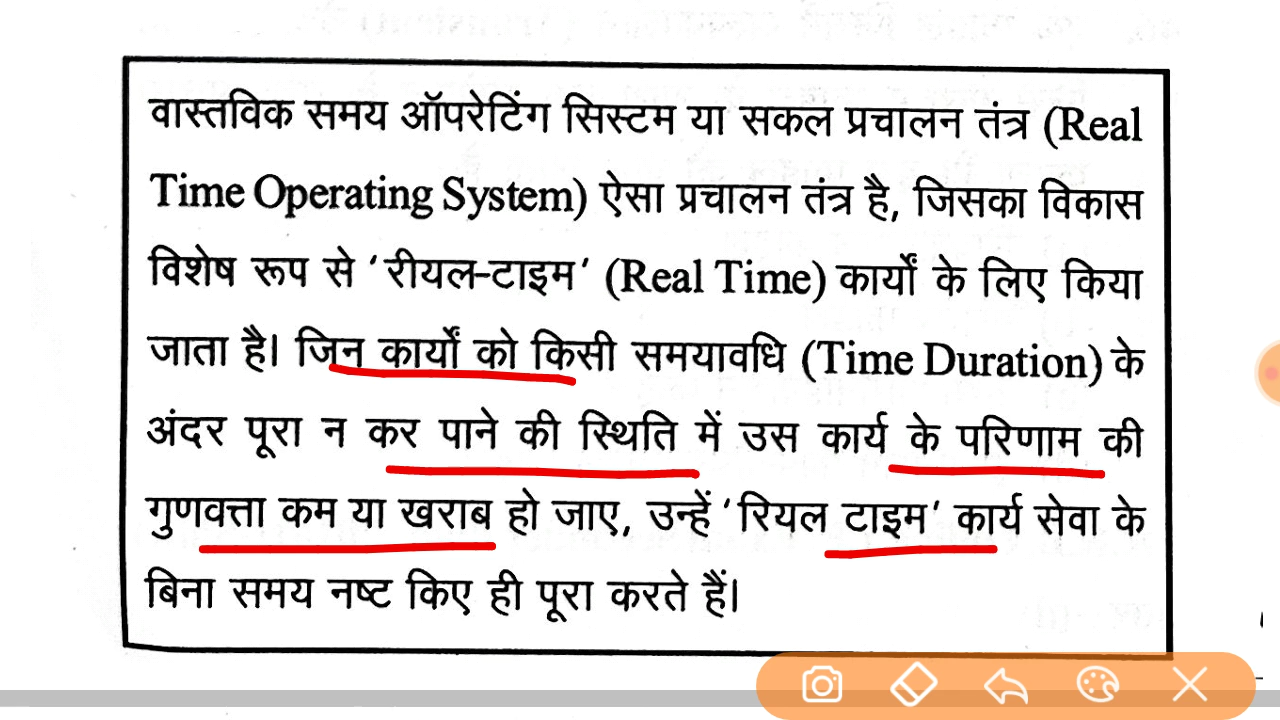 वास्तविक समय ऑपरेटिंग सिस्टम या सकल प्रचालन तंत्र (Real
Time Operating System) ऐसा प्रचालन तंत्र है, जिसका विकास
विशेष रूप से ‘रीयल-टाइम’ (Real Time) कार्यों के लिए किया
जाता है। जिन कार्यों को किसी समयावधि (Time Duration) के
अंदर पूरा न कर पाने की स्थिति में उस कार्य के परिणाम की
गुणवत्ता कम या खराब हो जाए, उन्हें ‘रियल टाइम’ कार्य सेवा के
बिना समय नष्ट किए ही पूरा करते हैं।